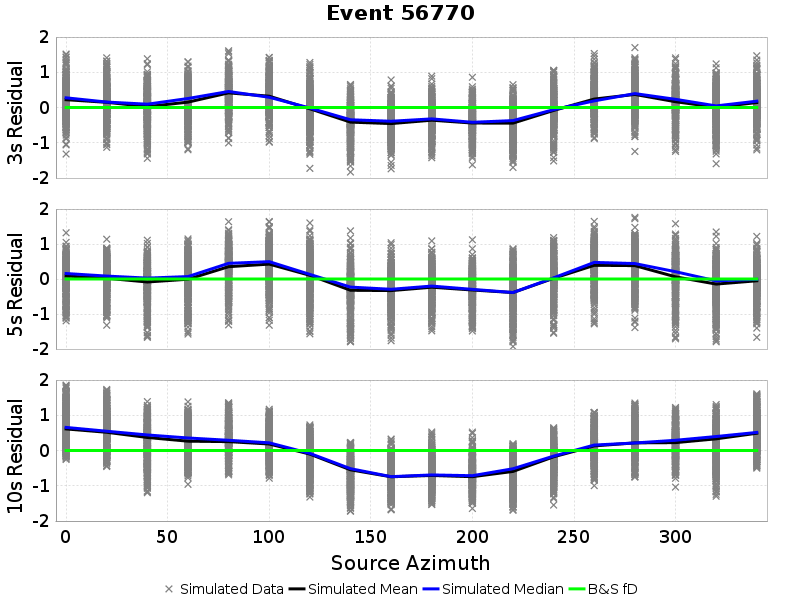 Event 56770
3s Residual
2
1
0
-1
-2
5s Residual
2
1
0
-1
-2
10s Residual
2
1
0
-1
-2
0 50 100 150 200 250 300
Source Azimuth
Simulated Data Simulated Mean Simulated Median B&S fD